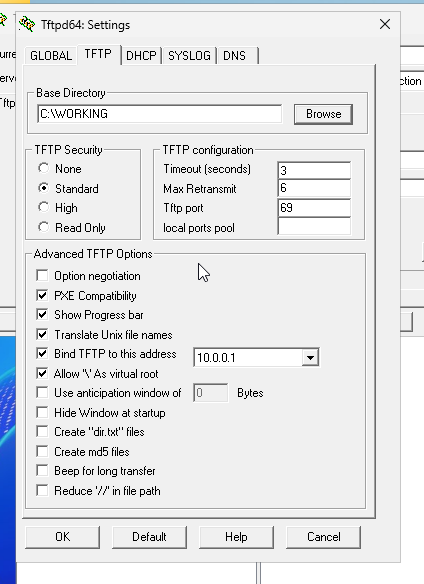 Tftpd64: Settings
GLOBAL TFTP DHCP SYSLOG DNS
Base Directory
C:\WORKING Browse
TFTP Security
None
Standard
High
Read Only
TFTP configuration
Timeout (seconds) 3
Max Retransmit 6
Tftp port 69
local ports pool
Advanced TFTP Options
Option negotiation
PXE Compatibility
Show Progress bar
Translate Unix file names
Bind TFTP to this address 10.0.0.1
Allow '\' As virtual root
Use anticipation window of 0 Bytes
Hide Window at startup
Create "dir.txt" files
Create md5 files
Beep for long transfer
Reduce '//' in file path
OK Default Help Cancel